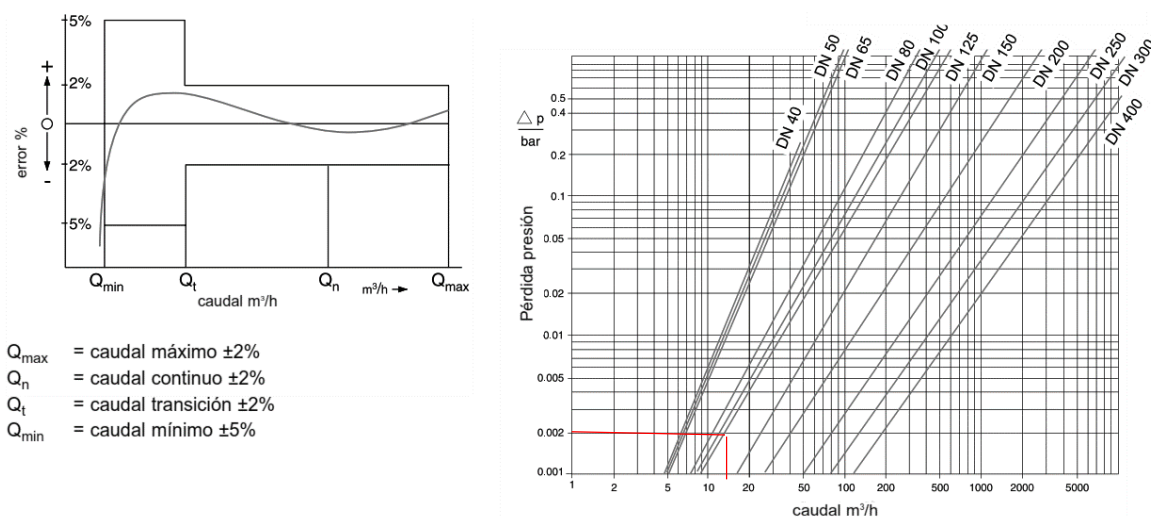 5%
+
2%
O
error %
2%
-
5%
Qmin
Qt
Qn
m³/h
Qmax
caudal m³/h
Qmax = caudal máximo ±2%
Qn = caudal continuo ±2%
Qt = caudal transición ±2%
Qmin = caudal mínimo ±5%
DN 40
DN 50
DN 65
DN 80
DN 100
DN 125
DN 150
DN 200
DN 250
DN 300
DN 400
△ p
bar
Pérdida presión
0.5
0.4
0.2
0.1
0.05
0.02
0.01
0.005
0.002
0.001
1 2 5 10 20 50 100 200 500 1000 2000 5000
caudal m³/h